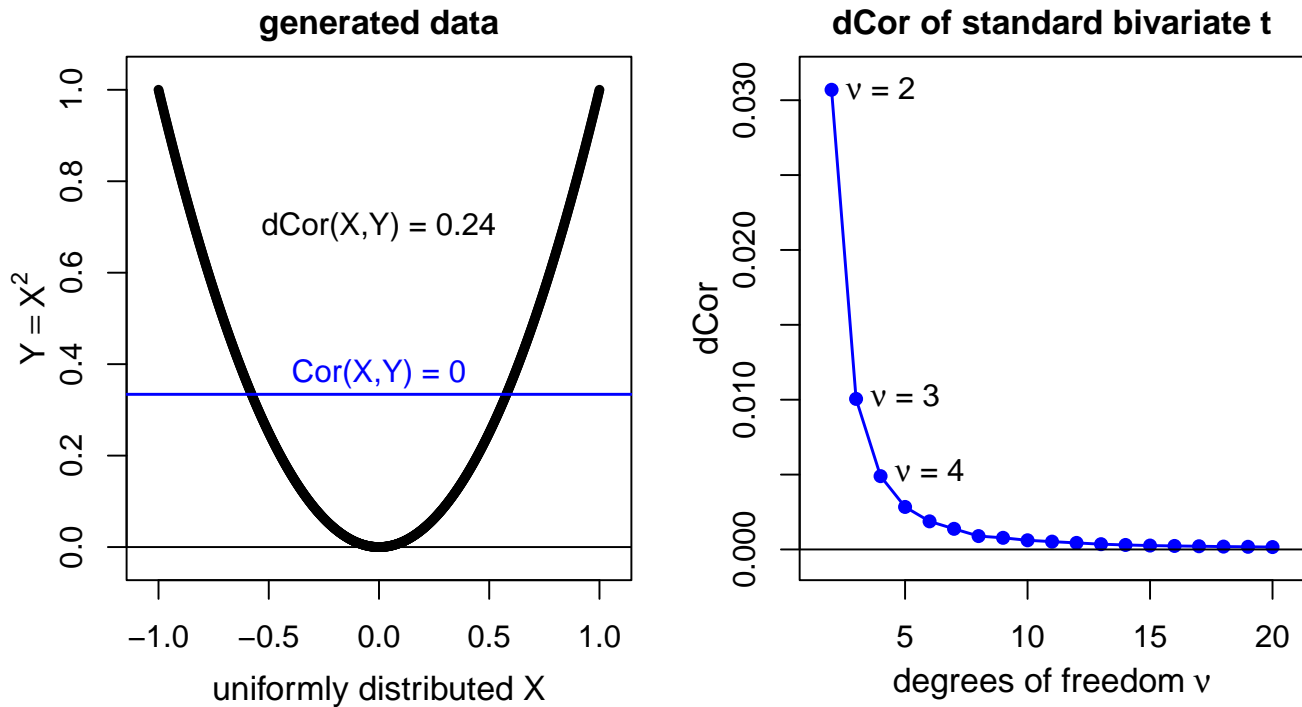 generated data
1.0
0.8
0.6
0.4
0.2
0.0
Y = X²
dCor(X,Y) = 0.24
Cor(X,Y) = 0
−1.0 −0.5 0.0 0.5 1.0
uniformly distributed X
dCor of standard bivariate t
0.030
0.020
0.010
0.000
dCor
ν = 2
ν = 3
ν = 4
5 10 15 20
degrees of freedom ν